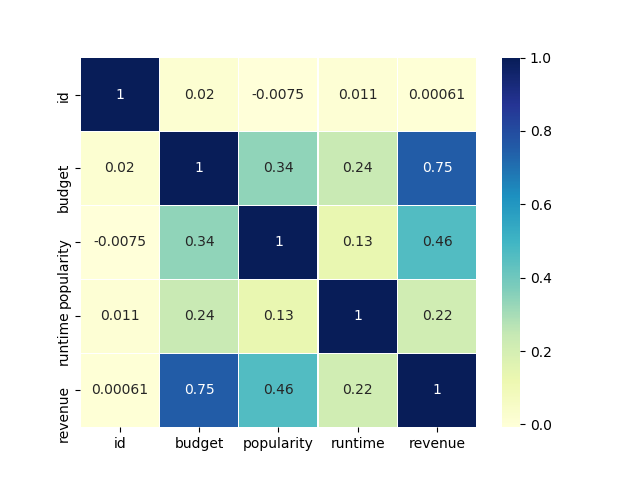 id 1 0.02 -0.0075 0.011 0.00061
budget 0.02 1 0.34 0.24 0.75
popularity -0.0075 0.34 1 0.13 0.46
runtime 0.011 0.24 0.13 1 0.22
revenue 0.00061 0.75 0.46 0.22 1
id budget popularity runtime revenue
1.0
0.8
0.6
0.4
0.2
0.0